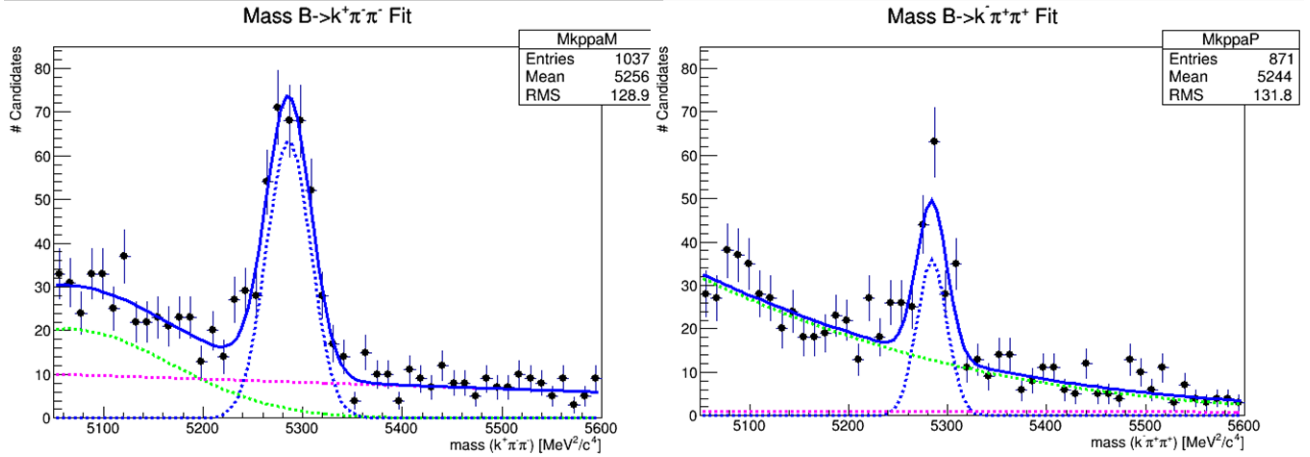 Mass B->k⁺π⁻π⁻ Fit
MkppaM
Entries 1037
Mean 5256
RMS 128.9
# Candidates
80
70
60
50
40
30
20
10
0
5100 5200 5300 5400 5500 5600
mass (k⁺π⁻π⁻) [MeV²/c⁴]
Mass B->k⁻π⁺π⁺ Fit
MkppaP
Entries 871
Mean 5244
RMS 131.8
# Candidates
80
70
60
50
40
30
20
10
0
5100 5200 5300 5400 5500 5600
mass (k⁻π⁺π⁺) [MeV²/c⁴]